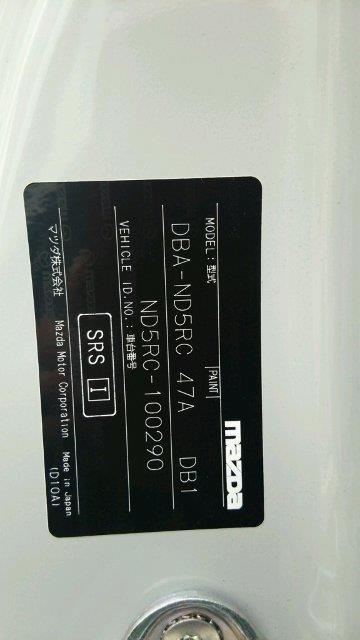 mazda
MODEL:型式 PAINT
DBA-ND5RC 47A DB1
VEHICLE ID.NO.:車台番号
ND5RC-100290
SRS I
マツダ株式会社 Mazda Motor Corporation Made in Japan
(D10A)